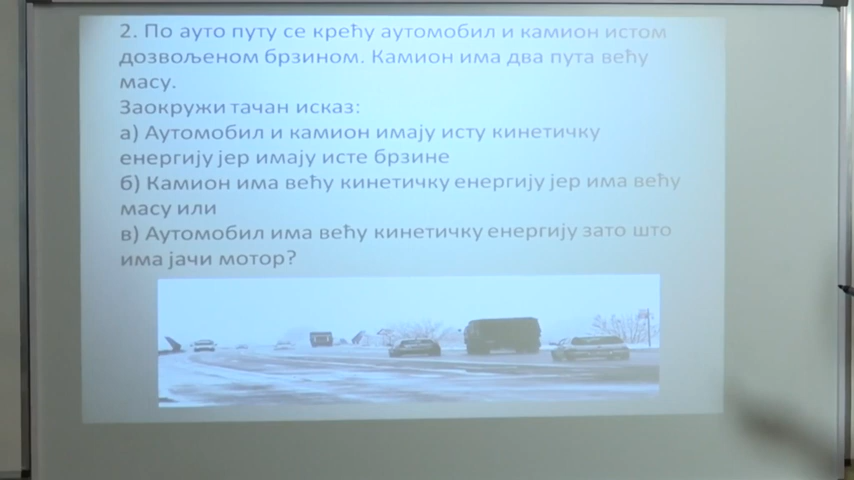 2. По ауто путу се крећу аутомобил и камион истом
дозвољеном брзином. Камион има два пута већу
масу.
Заокружи тачан исказ:
а) Аутомобил и камион имају исту кинетичку
енергију јер имају исте брзине
б) Камион има већу кинетичку енергију јер има већу
масу или
в) Аутомобил има већу кинетичку енергију зато што
има јачи мотор?